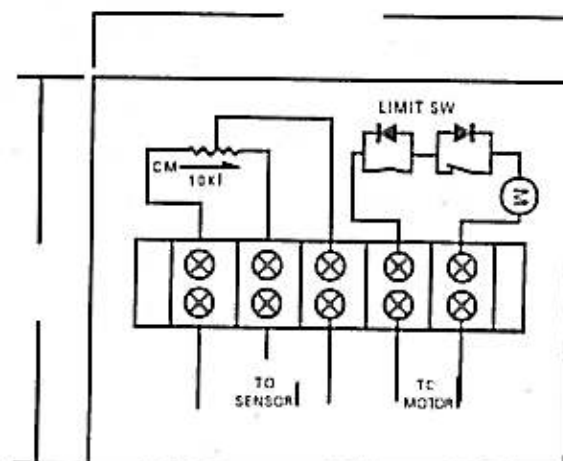 LIMIT SW
CM
10K
TO
SENSOR
TO
MOTOR
M